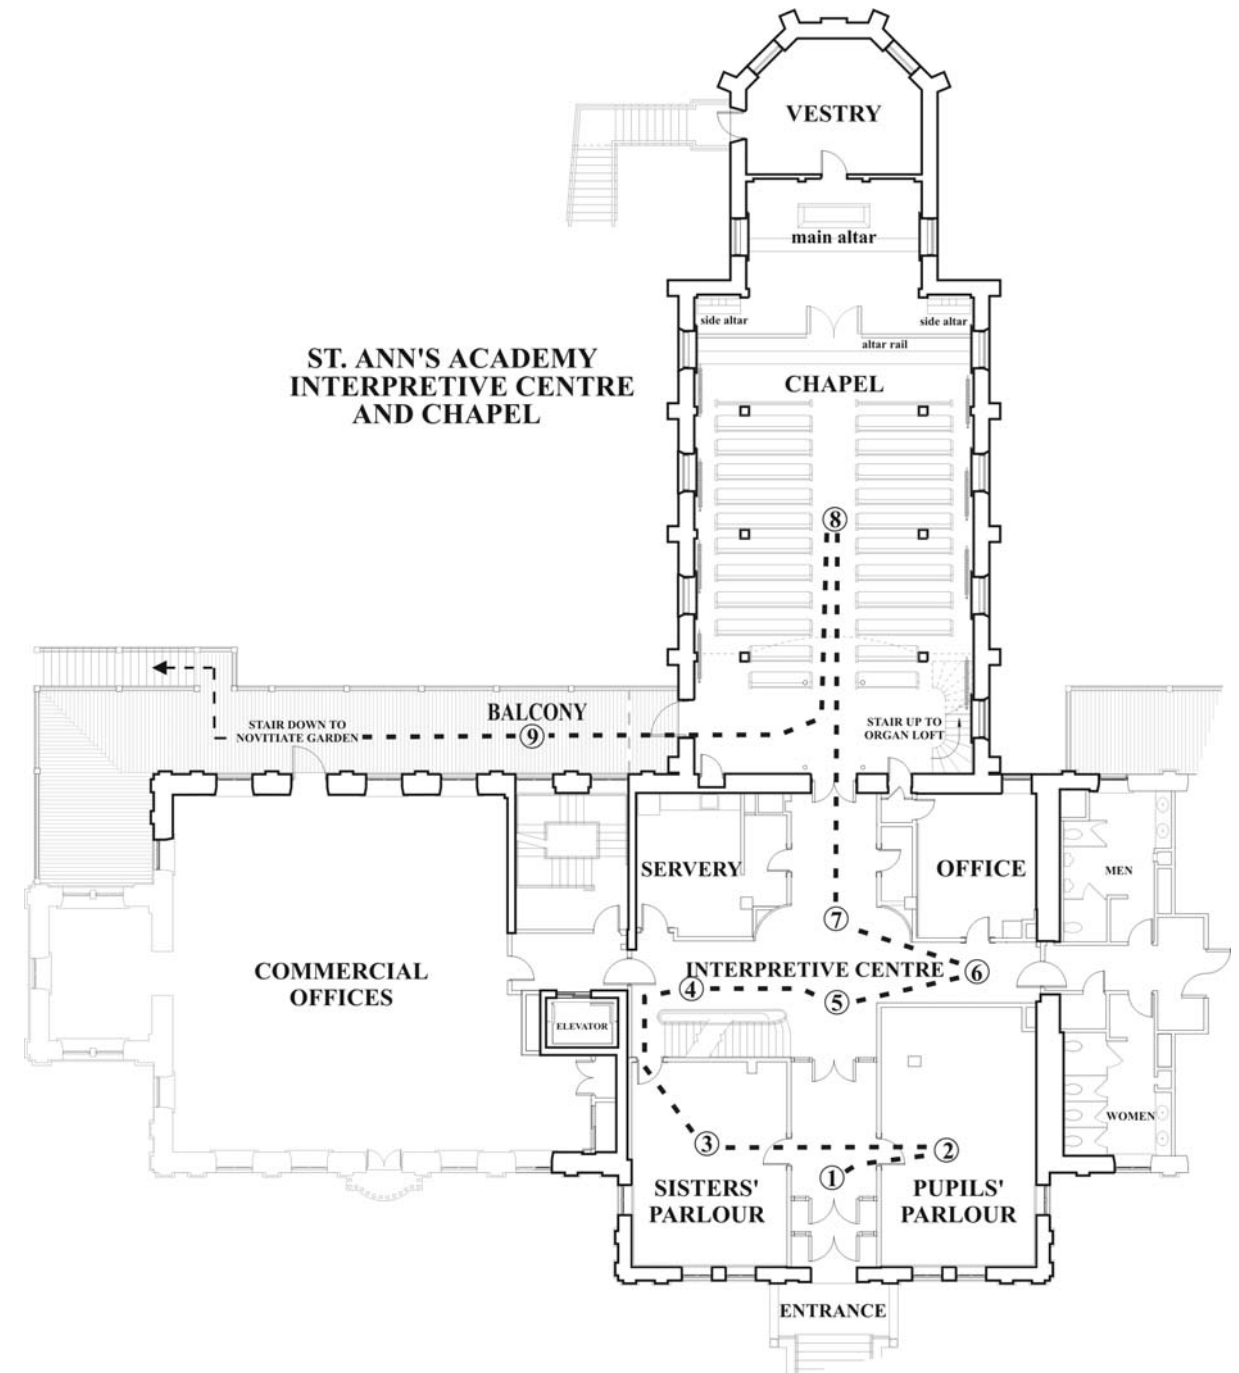 VESTRY
main altar
side altar
side altar
altar rail
ST. ANN'S ACADEMY
INTERPRETIVE CENTRE
AND CHAPEL
CHAPEL
8
BALCONY
STAIR DOWN TO
NOVITIATE GARDEN
9
STAIR UP TO
ORGAN LOFT
SERVERY
OFFICE
MEN
7
COMMERCIAL
OFFICES
INTERPRETIVE CENTRE
6
4
5
ELEVATOR
WOMEN
3
2
1
SISTERS'
PARLOUR
PUPILS'
PARLOUR
ENTRANCE